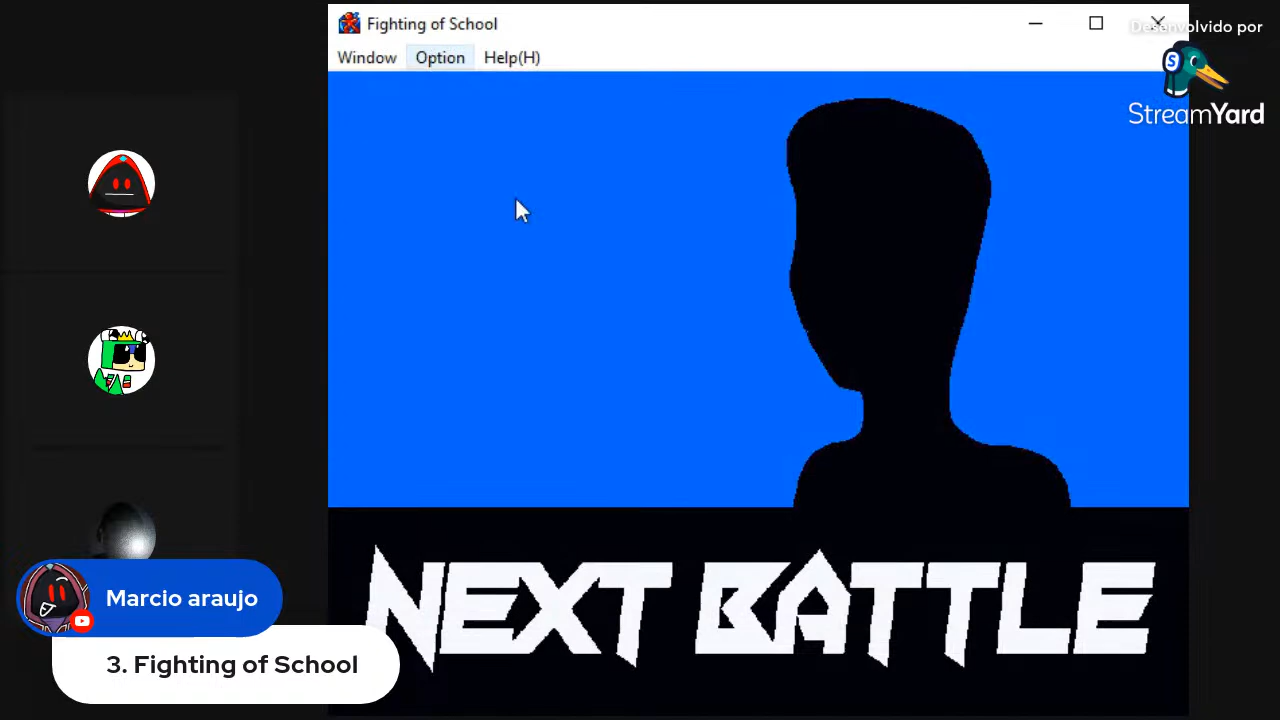 Fighting of School
Window Option Help(H)
Desenvolvido por
StreamYard
NEXT BATTLE
Marcio araujo
3. Fighting of School